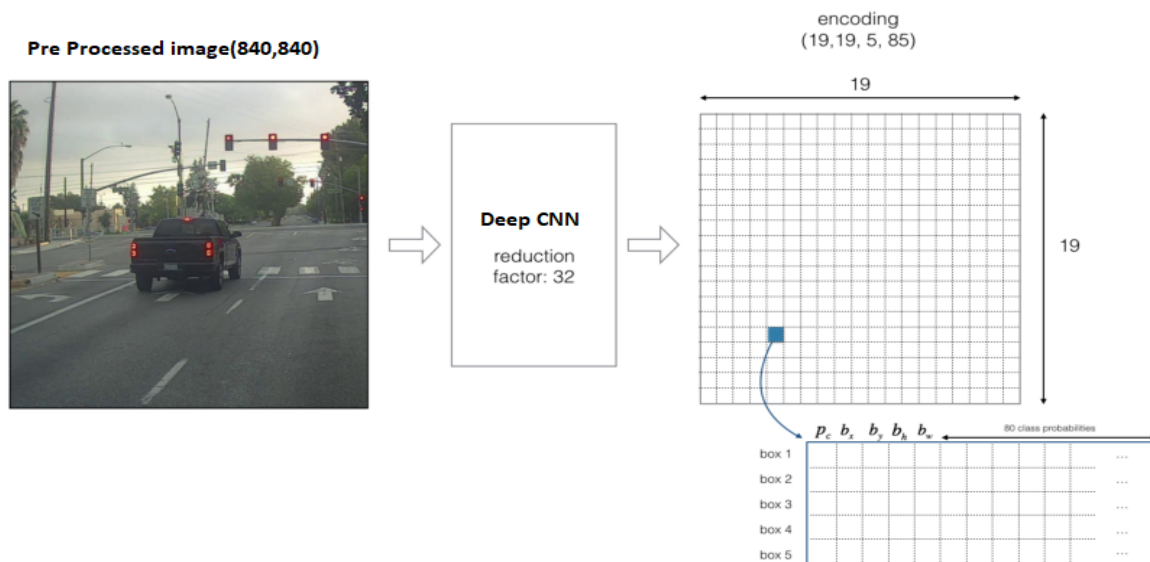 Pre Processed image(840,840)
encoding
(19,19, 5, 85)
19
Deep CNN
reduction
factor: 32
19
p_c b_x b_y b_h b_w
80 class probabilities
box 1 ...
box 2 ...
box 3 ...
box 4 ...
box 5 ...